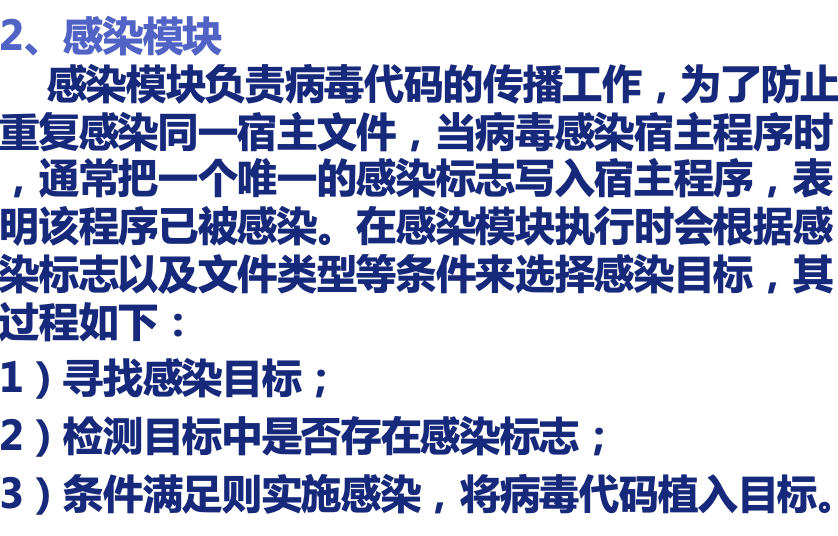 2、感染模块
感染模块负责病毒代码的传播工作，为了防止
重复感染同一宿主文件，当病毒感染宿主程序时
，通常把一个唯一的感染标志写入宿主程序，表
明该程序已被感染。在感染模块执行时会根据感
染标志以及文件类型等条件来选择感染目标，其
过程如下：
1）寻找感染目标；
2）检测目标中是否存在感染标志；
3）条件满足则实施感染，将病毒代码植入目标。